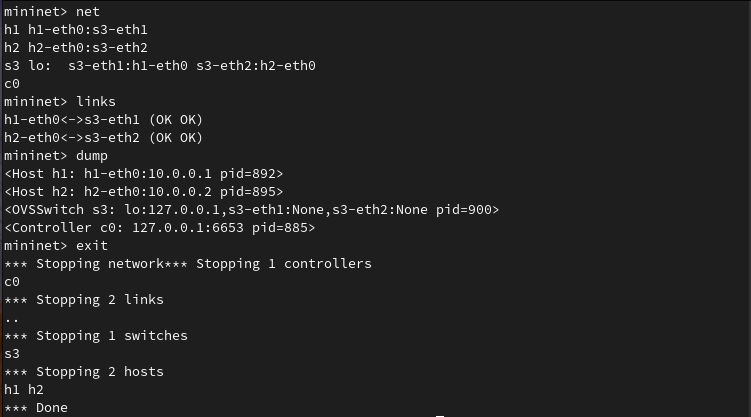 mininet> net
h1 h1-eth0:s3-eth1
h2 h2-eth0:s3-eth2
s3 lo:  s3-eth1:h1-eth0 s3-eth2:h2-eth0
c0
mininet> links
h1-eth0<->s3-eth1 (OK OK)
h2-eth0<->s3-eth2 (OK OK)
mininet> dump
<Host h1: h1-eth0:10.0.0.1 pid=892>
<Host h2: h2-eth0:10.0.0.2 pid=895>
<OVSSwitch s3: lo:127.0.0.1,s3-eth1:None,s3-eth2:None pid=900>
<Controller c0: 127.0.0.1:6653 pid=885>
mininet> exit
*** Stopping network*** Stopping 1 controllers
c0
*** Stopping 2 links
..
*** Stopping 1 switches
s3
*** Stopping 2 hosts
h1 h2
*** Done